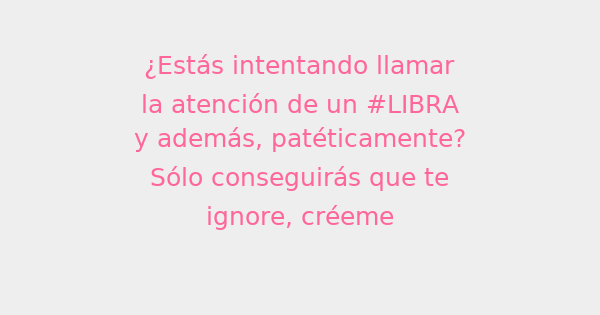 ¿Estás intentando llamar
la atención de un #LIBRA
y además, patéticamente?
Sólo conseguirás que te
ignore, créeme